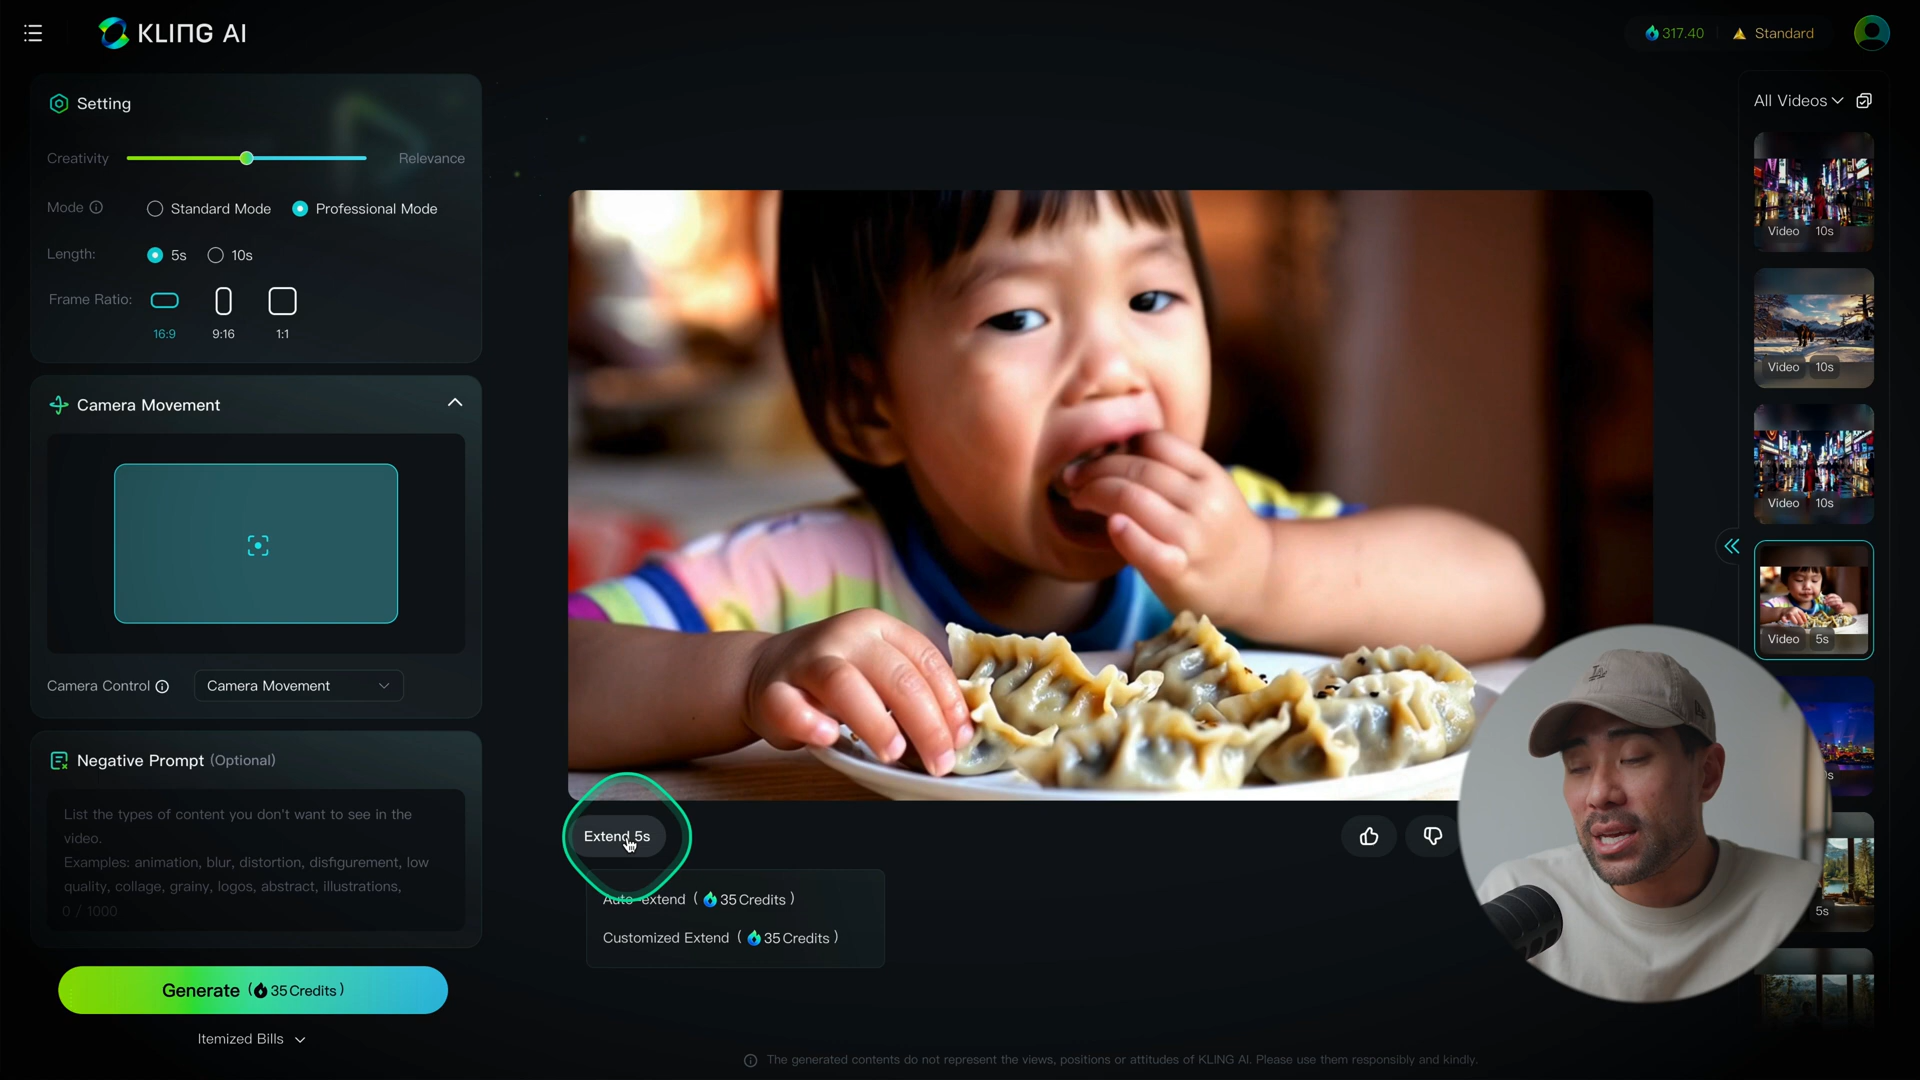 KLING AI
317.40
Standard
Setting
Creativity
Relevance
Mode
Standard Mode
Professional Mode
Length:
5s
10s
Frame Ratio:
16:9
9:16
1:1
Camera Movement
Camera Control
Camera Movement
Negative Prompt (Optional)
List the types of content you don't want to see in the
video.
Examples: animation, blur, distortion, disfigurement, low
quality, collage, grainy, logos, abstract, illustrations,
0 / 1000
Generate ( 35 Credits )
Itemized Bills
Extend 5s
Auto-extend ( 35 Credits )
Customized Extend ( 35 Credits )
The generated contents do not represent the views, positions or attitudes of KLING AI. Please use them responsibly and kindly.
All Videos
Video 10s
Video 10s
Video 10s
Video 5s
5s
LA